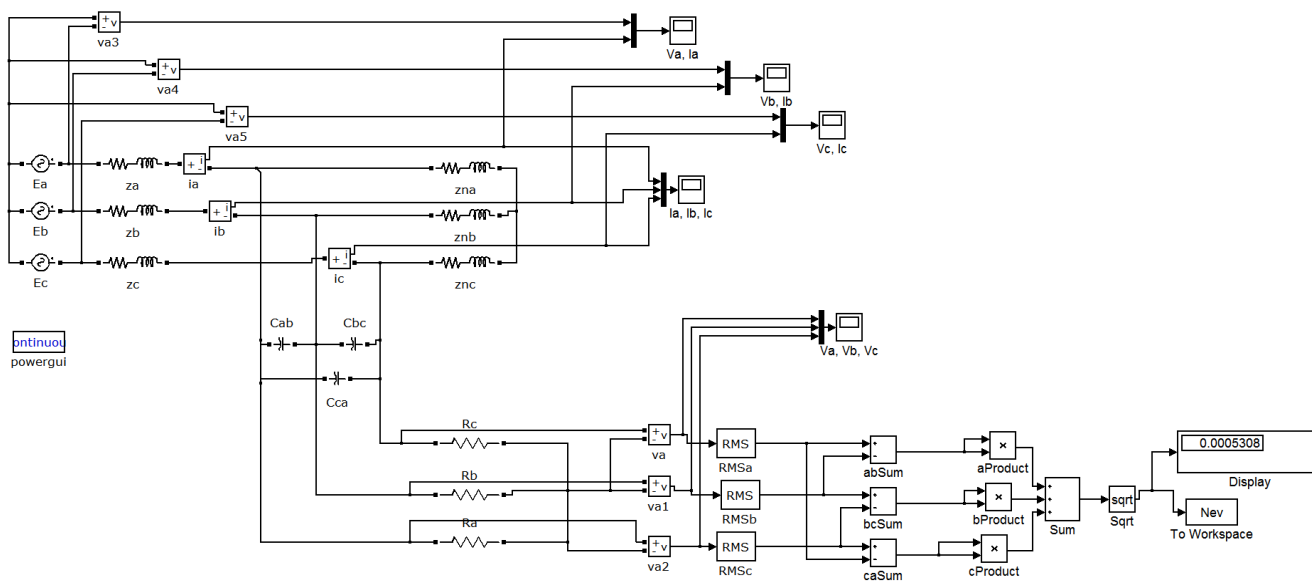 +
-
v
va3
Va, Ia
+
-
v
va4
Vb, Ib
+
-
v
va5
Vc, Ic
Ea
za
+
i
-
ia
zna
Ia, Ib, Ic
Eb
zb
+
i
-
ib
znb
Ec
zc
+
i
-
ic
znc
ontinuou
powergui
Cab
Cbc
Cca
Va, Vb, Vc
Rc
+
-
v
va
RMS
RMSa
+
-
abSum
×
aProduct
0.0005308
Display
Rb
+
-
v
va1
RMS
RMSb
+
-
bcSum
×
bProduct
+
+
+
Sum
sqrt
Sqrt
Nev
To Workspace
Ra
+
-
v
va2
RMS
RMSc
+
-
caSum
×
cProduct